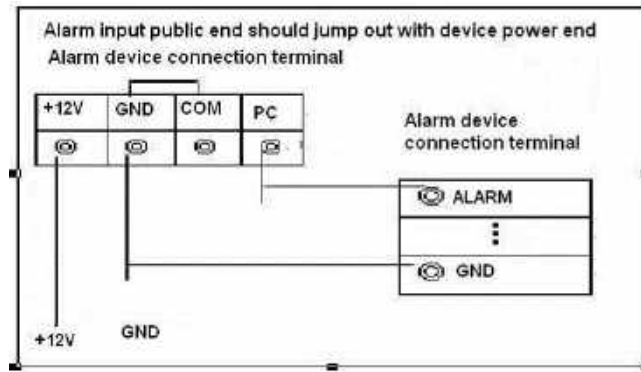 Alarm input public end should jump out with device power end
Alarm device connection terminal
+12V GND COM PC
Alarm device
connection terminal
ALARM
GND
+12V GND